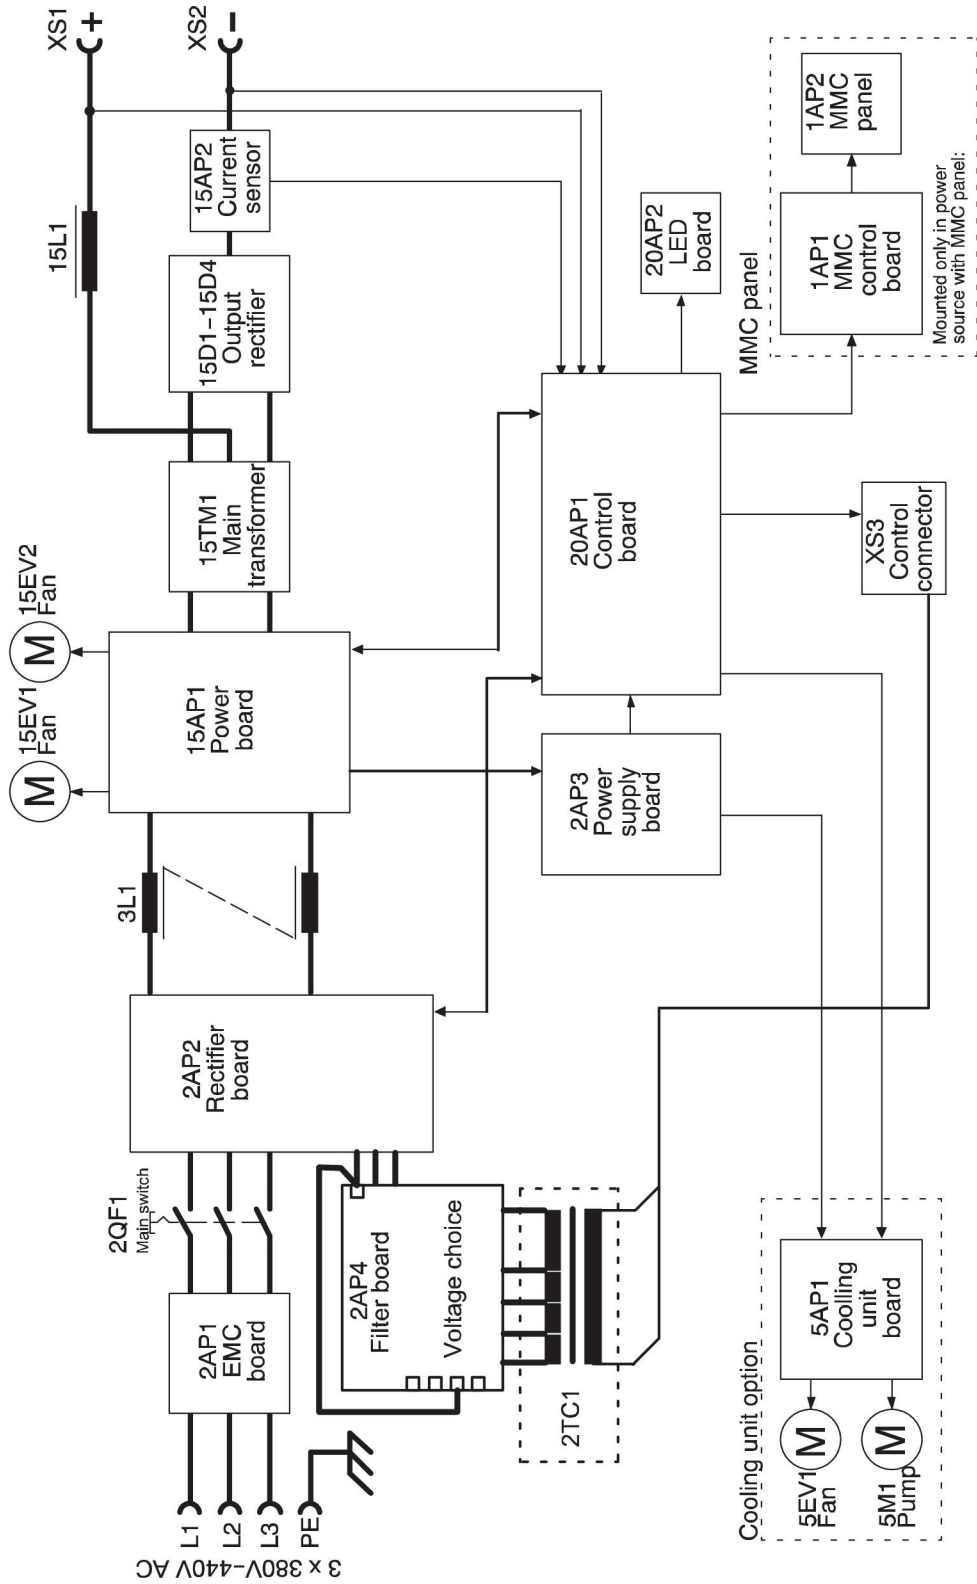 XS1
+
XS2
−
15L1
15AP2
Current
sensor
15D1−15D4
Output
rectifier
15TM1
Main
transformer
15EV2
Fan
M
15EV1
Fan
M
15AP1
Power
board
3L1
2AP2
Rectifier
board
2QF1
Main switch
2AP1
EMC
board
L1
L2
L3
PE
3 x 380V−440V AC
2AP4
Filter board
Voltage choice
2TC1
20AP2
LED
board
20AP1
Control
board
2AP3
Power
supply
board
MMC panel
1AP2
MMC
panel
1AP1
MMC
control
board
Mounted only in power
source with MMC panel:
XS3
Control
connector
Cooling unit option
5AP1
Coolling
unit
board
M
5EV1
Fan
M
5M1
Pump